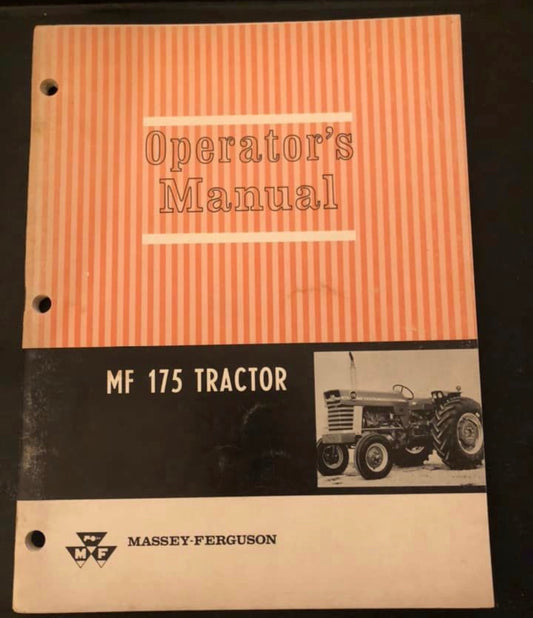 Operator's
Manual
MF 175 TRACTOR
M F
MASSEY-FERGUSON